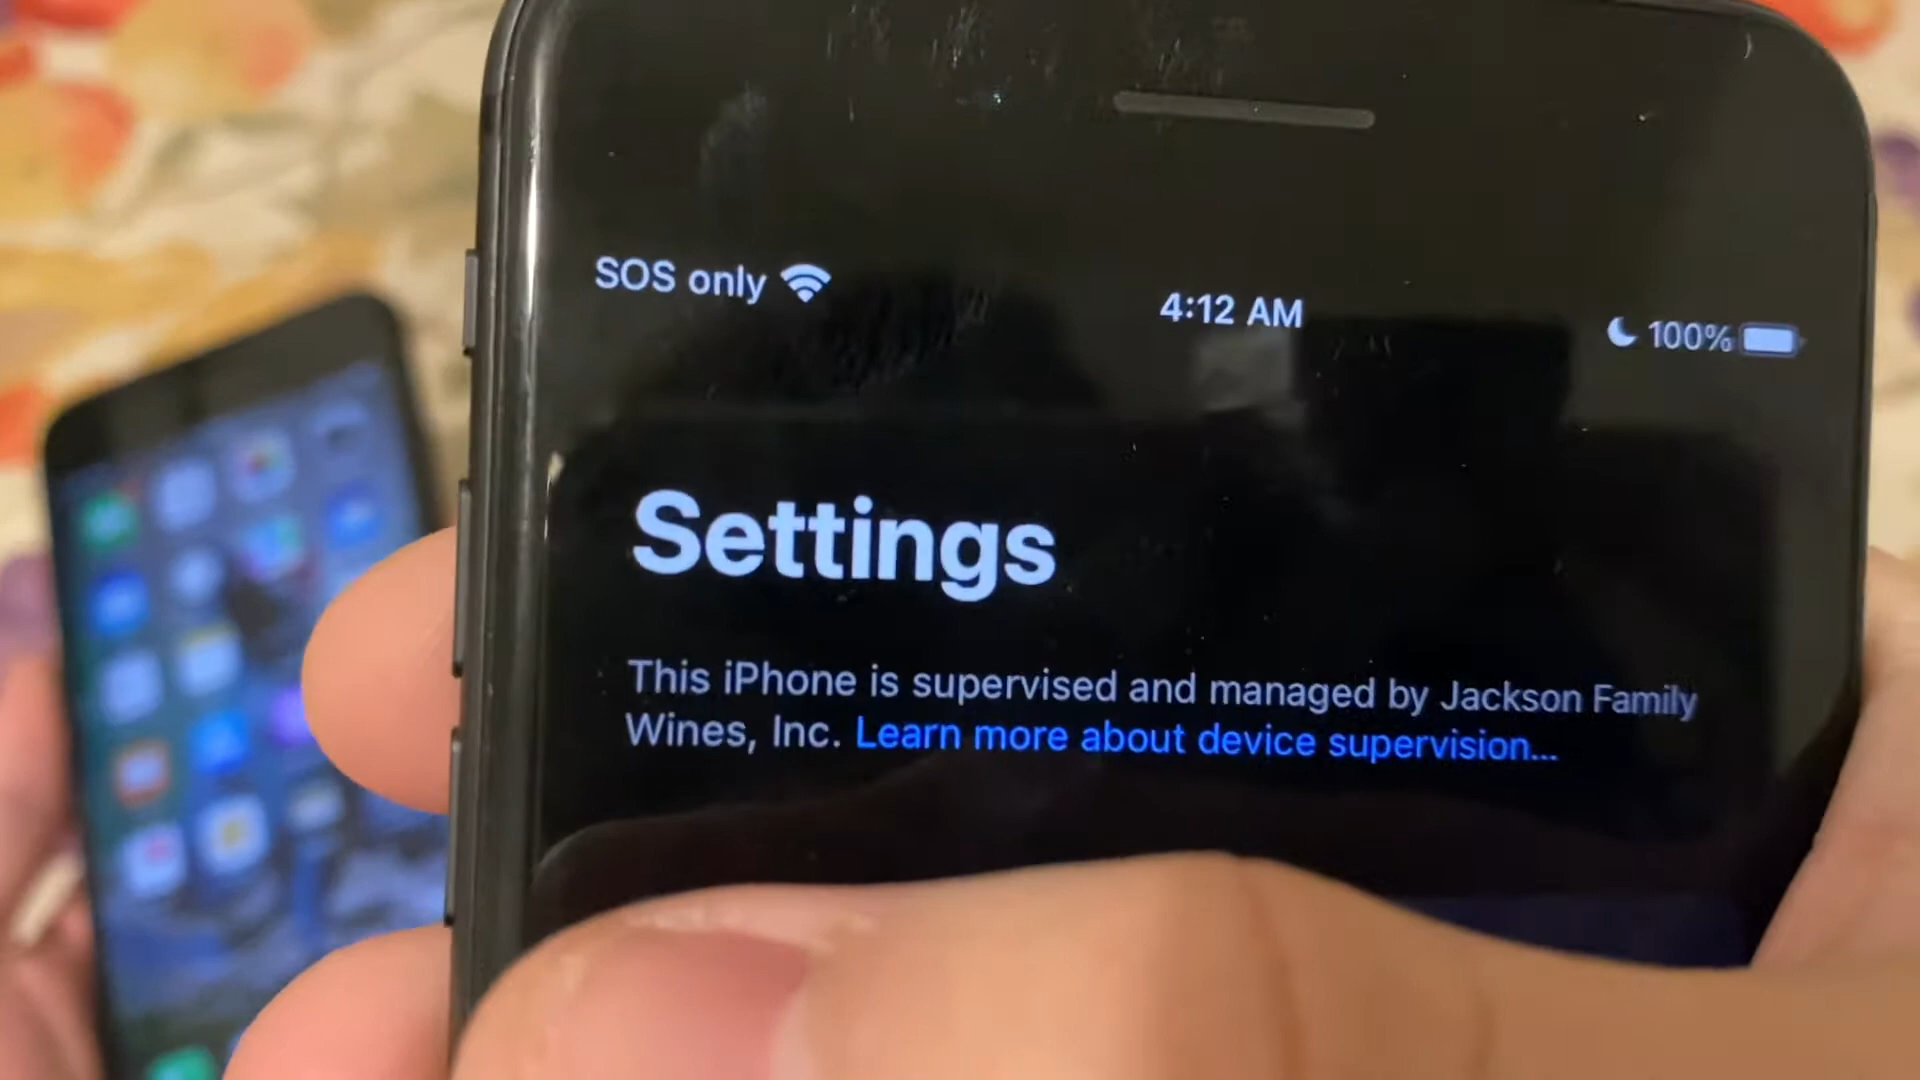 SOS only
4:12 AM
100%
Settings
This iPhone is supervised and managed by Jackson Family
Wines, Inc. Learn more about device supervision...